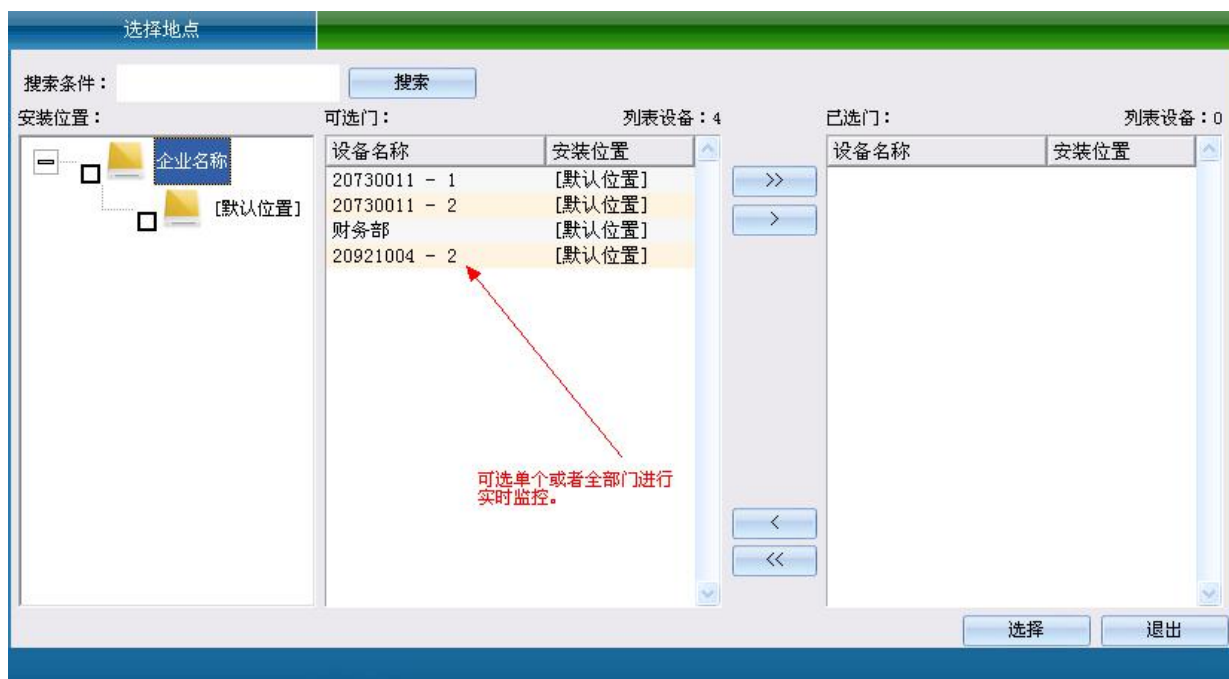 选择地点
搜索条件： 搜索
安装位置： 可选门： 列表设备：4 已选门： 列表设备：0
企业名称
[默认位置]
设备名称 安装位置
20730011 - 1 [默认位置]
20730011 - 2 [默认位置]
财务部 [默认位置]
20921004 - 2 [默认位置]
可选单个或者全部门进行
实时监控。
>>
>
<
<<
设备名称 安装位置
选择 退出